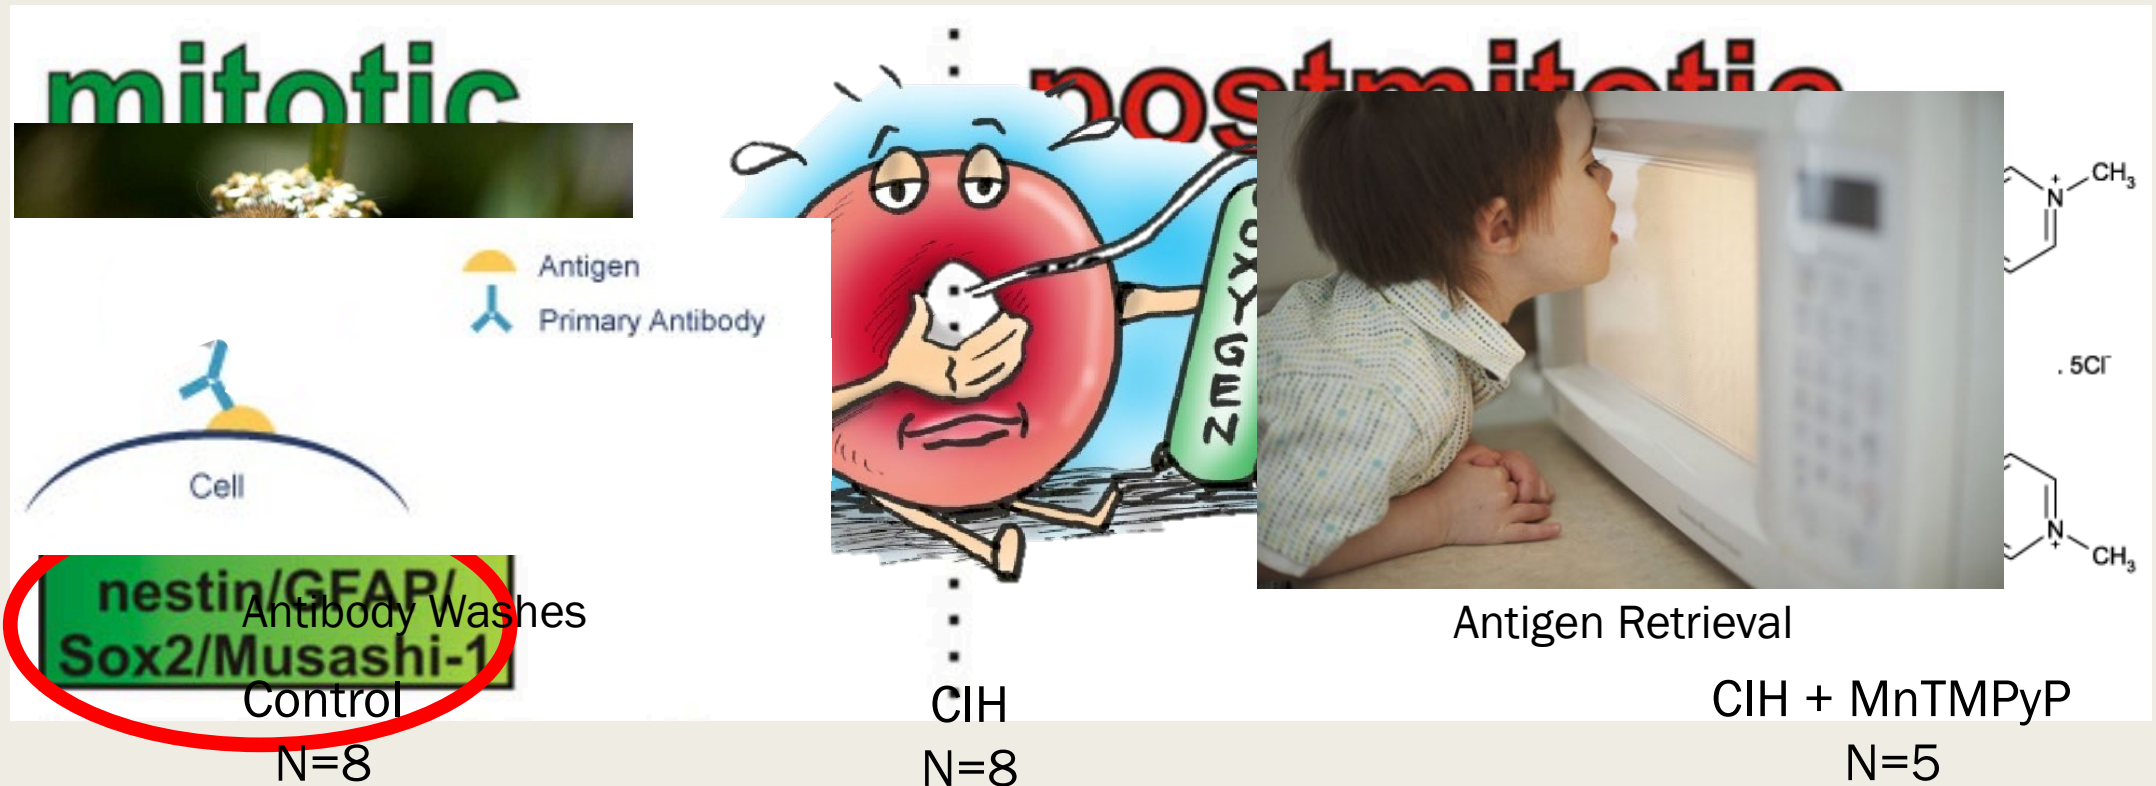 mitotic
postmitotic
Antigen
Primary Antibody
Cell
OXYGEN
CH3
N+
. 5Cl-
N+
CH3
nestin/GFAP/
Sox2/Musashi-1
Antibody Washes
Antigen Retrieval
Control
N=8
CIH
N=8
CIH + MnTMPyP
N=5